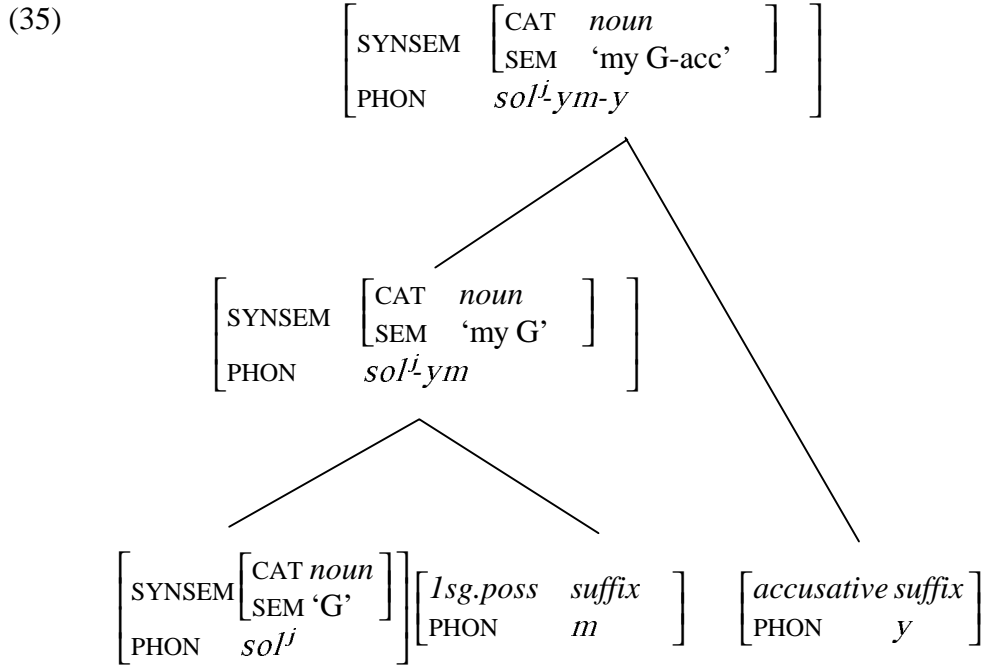 (35)
SYNSEM CAT noun
SEM ‘my G-acc’
PHON solʲ-ym-y
SYNSEM CAT noun
SEM ‘my G’
PHON solʲ-ym
SYNSEM CAT noun
SEM ‘G’
PHON solʲ
1sg.poss suffix
PHON m
accusative suffix
PHON y